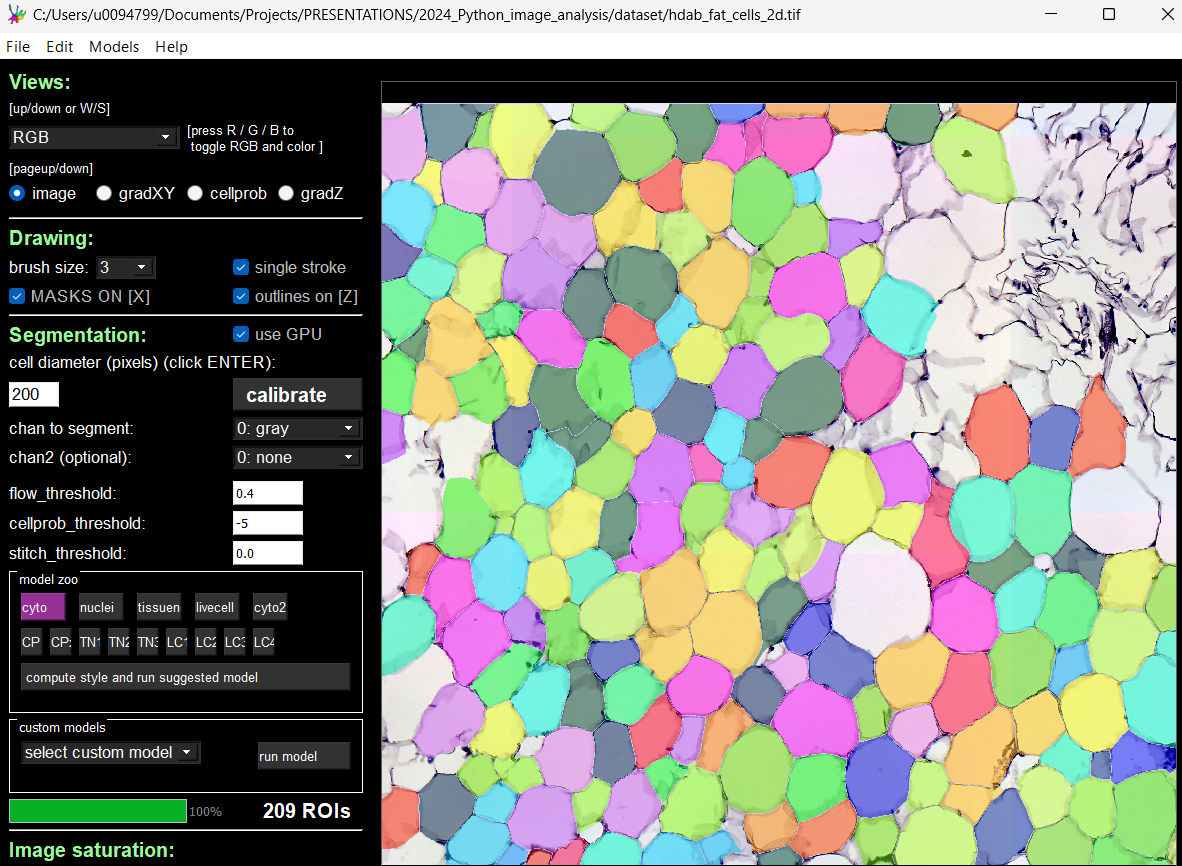 C:/Users/u0094799/Documents/Projects/PRESENTATIONS/2024_Python_image_analysis/dataset/hdab_fat_cells_2d.tif
File Edit Models Help
Views:
[up/down or W/S]
RGB
[press R / G / B to
toggle RGB and color ]
[pageup/down]
image gradXY cellprob gradZ
Drawing:
brush size: 3 single stroke
MASKS ON [X] outlines on [Z]
Segmentation: use GPU
cell diameter (pixels) (click ENTER):
200 calibrate
chan to segment: 0: gray
chan2 (optional): 0: none
flow_threshold: 0.4
cellprob_threshold: -5
stitch_threshold: 0.0
model zoo
cyto nuclei tissuen livecell cyto2
CP CP: TN1 TN2 TN3 LC1 LC2 LC3 LC4
compute style and run suggested model
custom models
select custom model run model
100% 209 ROIs
Image saturation: